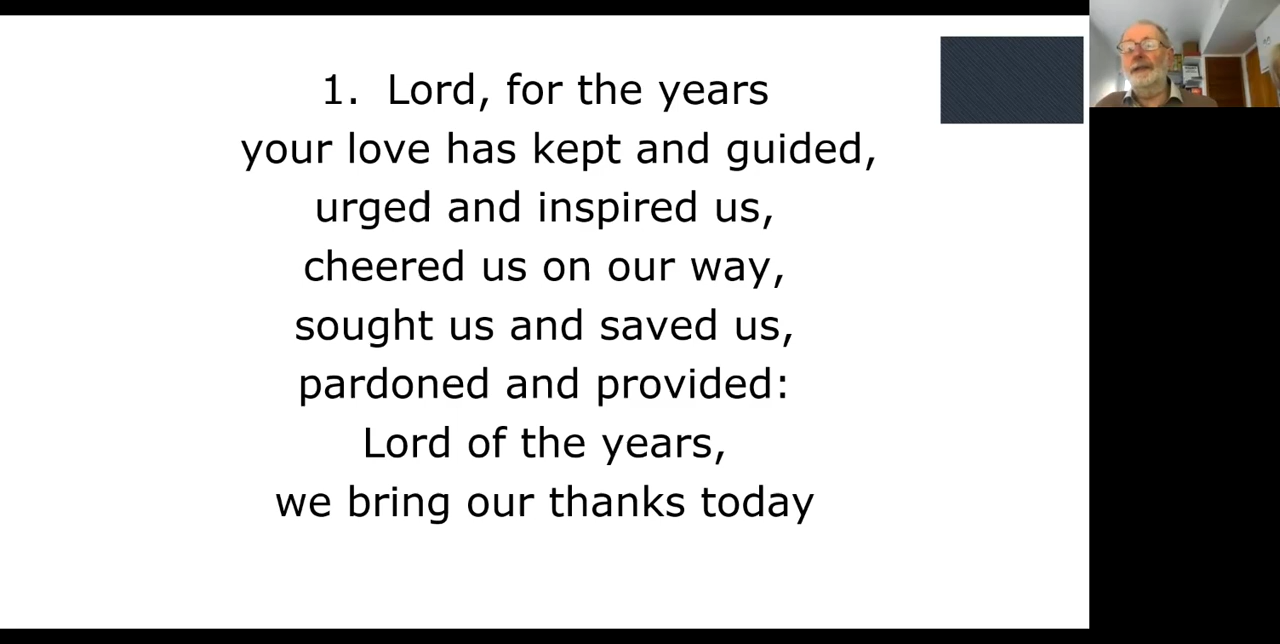 1. Lord, for the years
your love has kept and guided,
urged and inspired us,
cheered us on our way,
sought us and saved us,
pardoned and provided:
Lord of the years,
we bring our thanks today